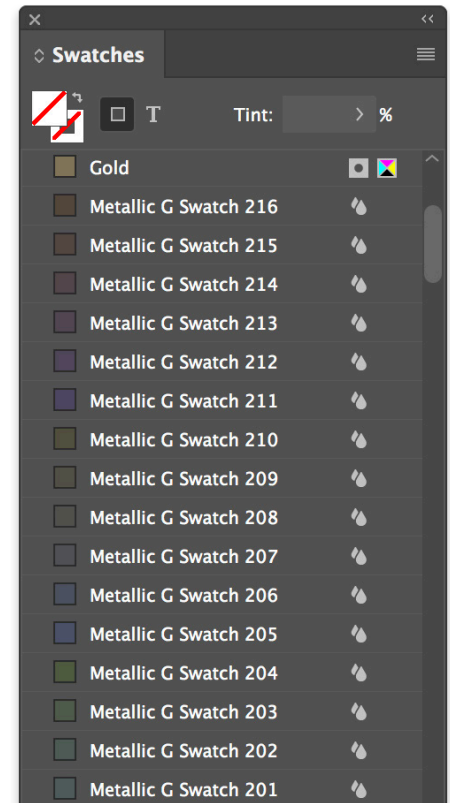 Swatches
T Tint: %
Gold
Metallic G Swatch 216
Metallic G Swatch 215
Metallic G Swatch 214
Metallic G Swatch 213
Metallic G Swatch 212
Metallic G Swatch 211
Metallic G Swatch 210
Metallic G Swatch 209
Metallic G Swatch 208
Metallic G Swatch 207
Metallic G Swatch 206
Metallic G Swatch 205
Metallic G Swatch 204
Metallic G Swatch 203
Metallic G Swatch 202
Metallic G Swatch 201